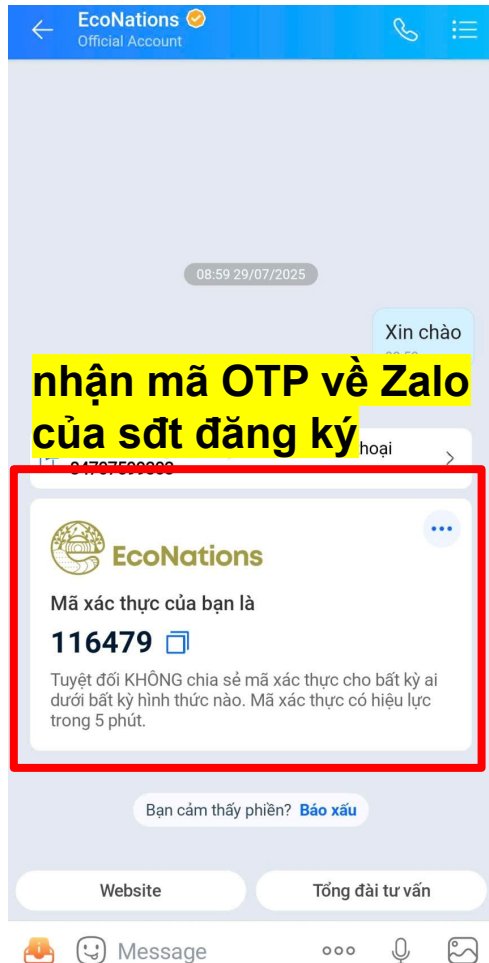 EcoNations
Official Account
08:59 29/07/2025
Xin chào
nhận mã OTP về Zalo
của sđt đăng ký
hoại
EcoNations
Mã xác thực của bạn là
116479
Tuyệt đối KHÔNG chia sẻ mã xác thực cho bất kỳ ai
dưới bất kỳ hình thức nào. Mã xác thực có hiệu lực
trong 5 phút.
Bạn cảm thấy phiền? Báo xấu
Website
Tổng đài tư vấn
Message